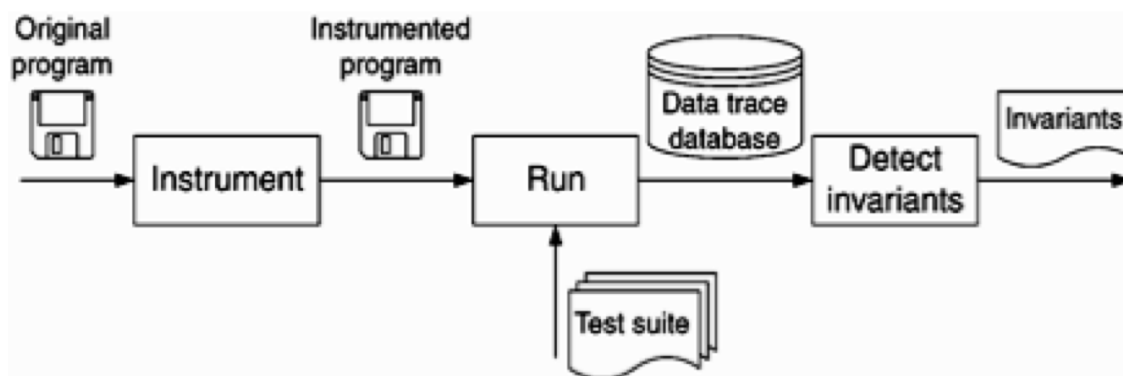 Original
program
Instrumented
program
Data trace
database
Invariants
Instrument
Run
Detect
invariants
Test suite